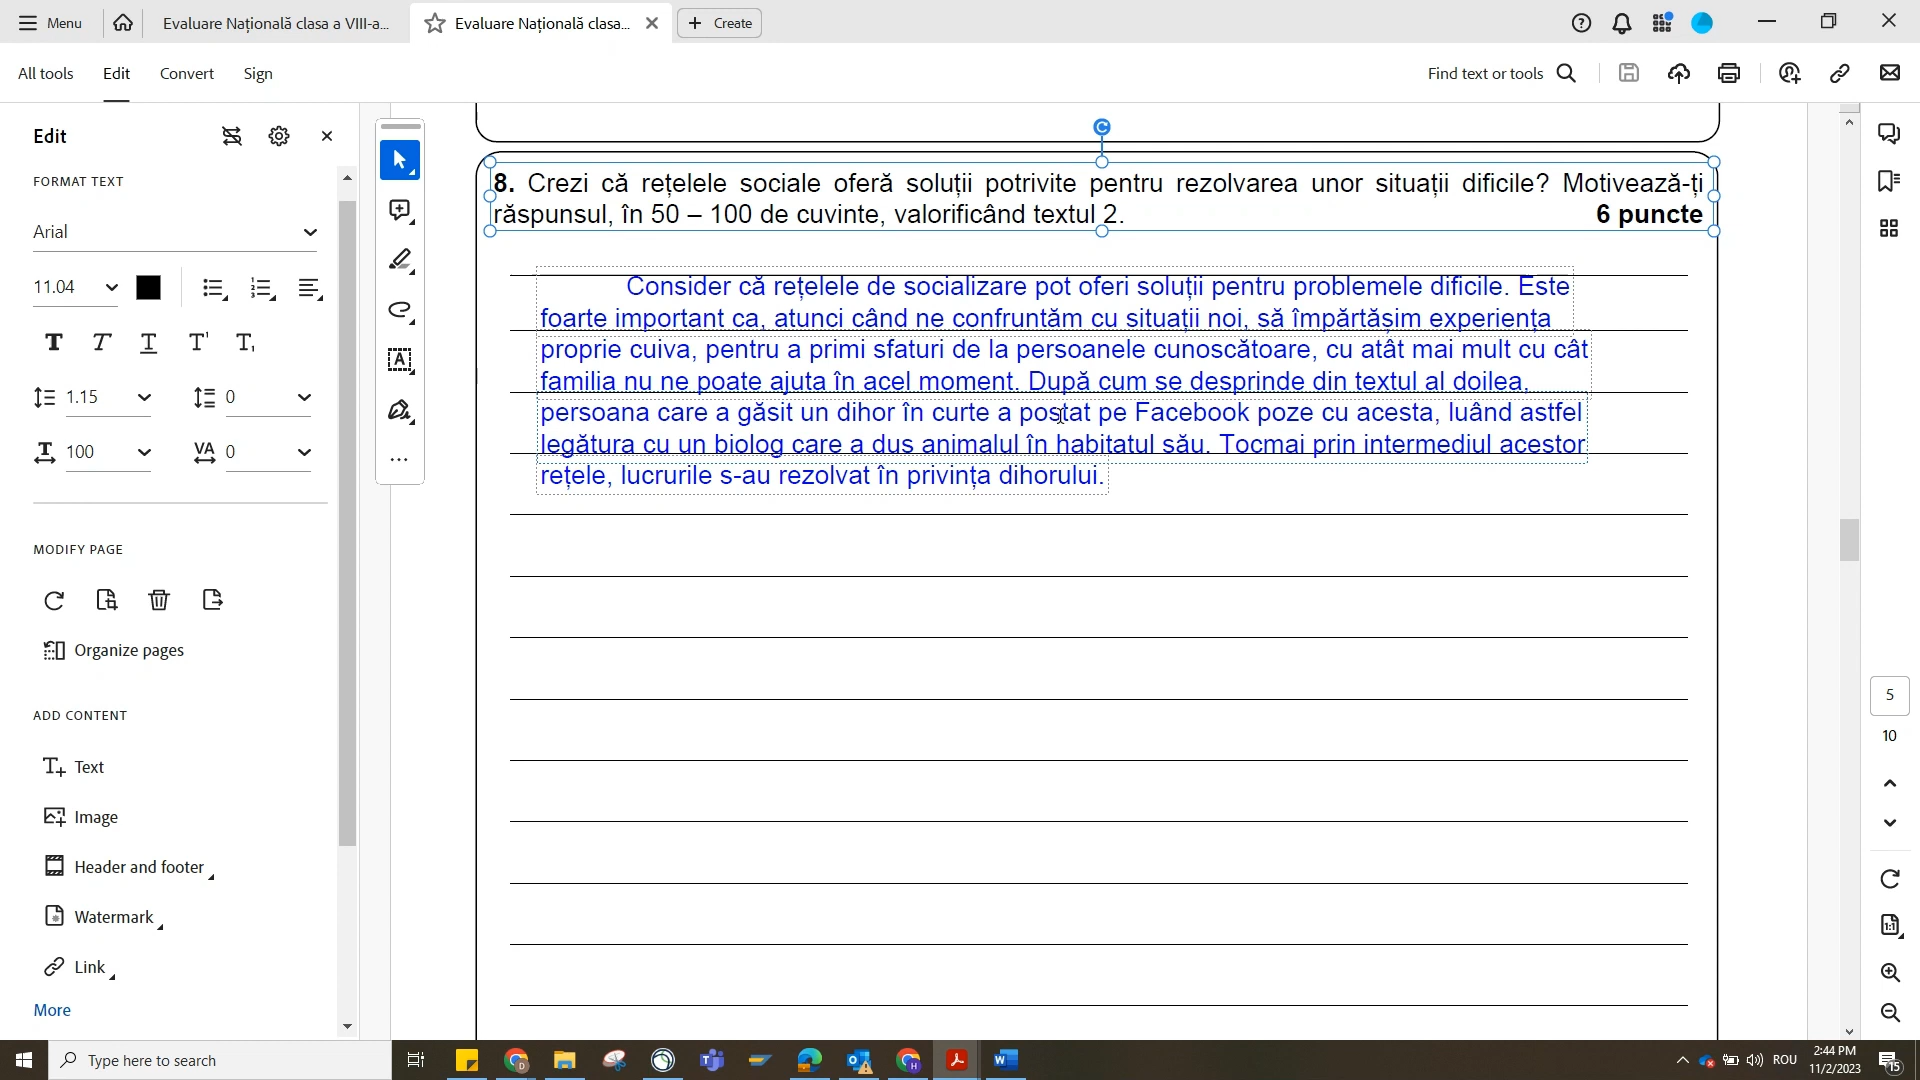 Menu
Evaluare Națională clasa a VIII-a...
Evaluare Națională clasa...
Create
All tools
Edit
Convert
Sign
Find text or tools
Edit
FORMAT TEXT
Arial
11.04
1.15
0
100
0
MODIFY PAGE
Organize pages
ADD CONTENT
Text
Image
Header and footer
Watermark
Link
More
8. Crezi că rețelele sociale oferă soluții potrivite pentru rezolvarea unor situații dificile? Motivează-ți
răspunsul, în 50 – 100 de cuvinte, valorificând textul 2. 6 puncte
Consider că rețelele de socializare pot oferi soluții pentru problemele dificile. Este
foarte important ca, atunci când ne confruntăm cu situații noi, să împărtășim experiența
proprie cuiva, pentru a primi sfaturi de la persoanele cunoscătoare, cu atât mai mult cu cât
familia nu ne poate ajuta în acel moment. După cum se desprinde din textul al doilea,
persoana care a găsit un dihor în curte a postat pe Facebook poze cu acesta, luând astfel
legătura cu un biolog care a dus animalul în habitatul său. Tocmai prin intermediul acestor
rețele, lucrurile s-au rezolvat în privința dihorului.
5
10
Type here to search
ROU
2:44 PM
11/2/2023
15